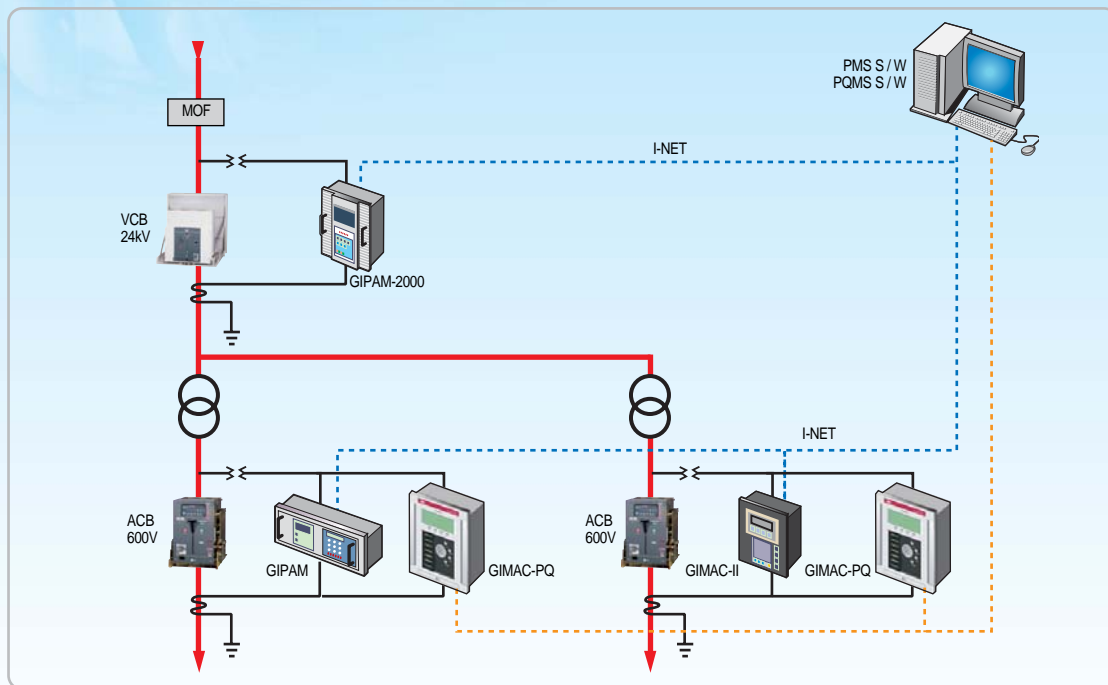 PMS S / W
PQMS S / W
MOF
I-NET
VCB
24kV
GIPAM-2000
I-NET
ACB
600V
GIPAM
GIMAC-PQ
ACB
600V
GIMAC-II
GIMAC-PQ